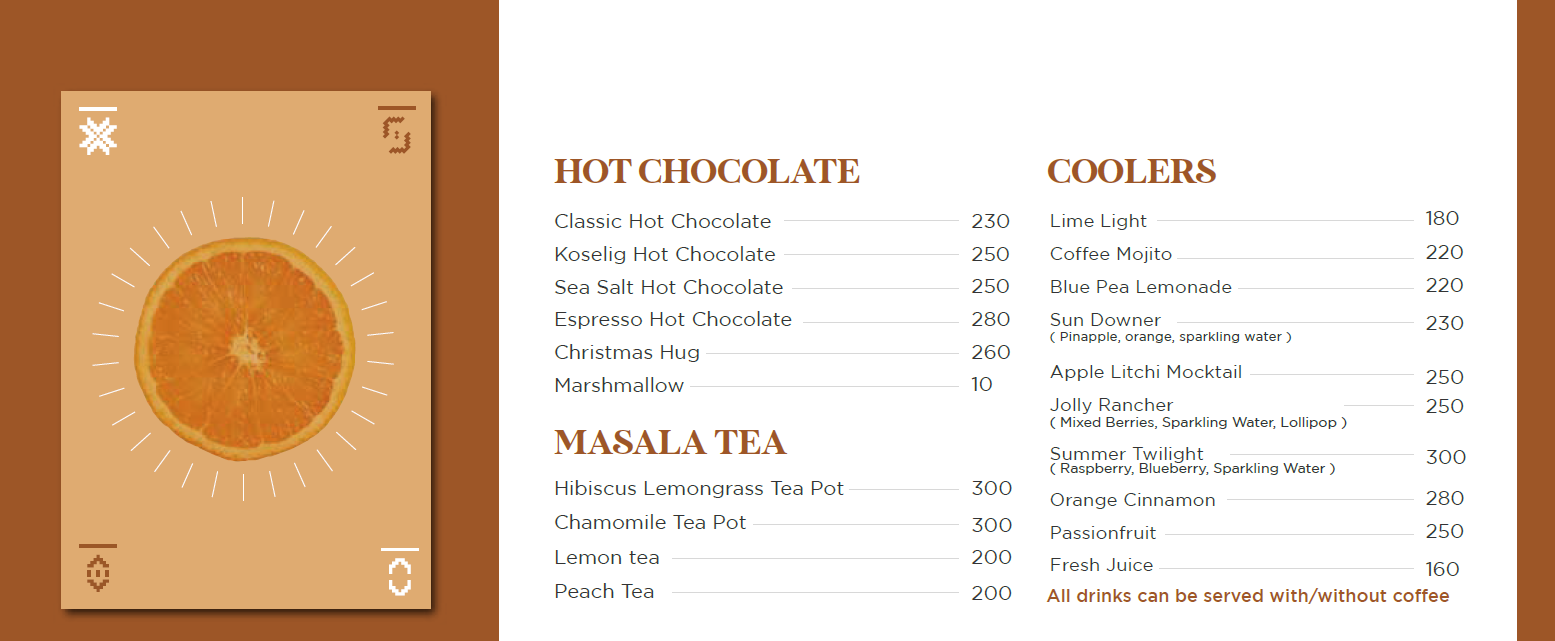 HOT CHOCOLATE
Classic Hot Chocolate 230
Koselig Hot Chocolate 250
Sea Salt Hot Chocolate 250
Espresso Hot Chocolate 280
Christmas Hug 260
Marshmallow 10
MASALA TEA
Hibiscus Lemongrass Tea Pot 300
Chamomile Tea Pot 300
Lemon tea 200
Peach Tea 200
COOLERS
Lime Light 180
Coffee Mojito 220
Blue Pea Lemonade 220
Sun Downer 230
( Pinapple, orange, sparkling water )
Apple Litchi Mocktail 250
Jolly Rancher 250
( Mixed Berries, Sparkling Water, Lollipop )
Summer Twilight 300
( Raspberry, Blueberry, Sparkling Water )
Orange Cinnamon 280
Passionfruit 250
Fresh Juice 160
All drinks can be served with/without coffee